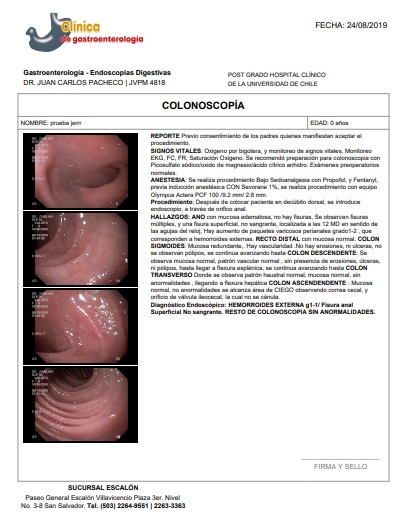 Clínica
de gastroenterología
FECHA: 24/08/2019
Gastroenterología - Endoscopias Digestivas
DR. JUAN CARLOS PACHECO | JVPM 4818
POST GRADO HOSPITAL CLÍNICO
DE LA UNIVERSIDAD DE CHILE
COLONOSCOPÍA
NOMBRE: prueba jerrr
EDAD: 0 años
REPORTE Previo consentimiento de los padres quienes manifiestan aceptar el
procedimiento.
SIGNOS VITALES: Oxígeno por bigotera, y monitoreo de signos vitales, Monitoreo
EKG, FC, FR, Saturación Oxigeno. Se recomendó preparación para colonoscopia con
Picosulfato sódico/oxido de magnesio/ácido cítrico anhidro. Exámenes preoperatorios
normales.
ANESTESIA: Se realiza procedimiento Bajo Sedoanalgesia con Propofol, y Fentanyl,
previa inducción anestésica CON Sevorane 1%, se realiza procedimiento con equipo
Olympus Actera PCF 100 /9.2 mm/ 2.8 mm.
Procedimiento: Después de colocar paciente en decúbito dorsal, se introduce
endoscopio, a través de orificio anal.
HALLAZGOS: ANO con mucosa edematosa, no hay fisuras, Se observan fisuras
múltiples, y una fisura superficial, no sangrante, localizada a las 12 MD en sentido de
las agujas del reloj, Hay aumento de paquetes varicosos perianales grado1-2 , que
corresponden a hemorroides externas. RECTO DISTAL con mucosa normal. COLON
SIGMOIDES: Mucosa redundante,, Hay vascularidad .No hay erosiones, ni ulceras, no
se observan pólipos, se continua avanzando hasta COLON DESCENDENTE: Se
observa mucosa normal, patrón vascular normal , sin presencia de erosiones, úlceras,
ni pólipos, hasta llegar a flexura esplénica, se continua avanzando hasta COLON
TRANSVERSO Donde se observa patrón normal, mucosa normal, sin
anormalidades , llegando a flexura hepática COLON ASCENDENDENTE : Mucosa
normal, no anormalidades se alcanza área de CIEGO observando correa cecal, y
orificio de válvula ileocecal, la cual no se cánula.
Diagnóstico Endoscópico: HEMORROIDES EXTERNA g1-1/ Fisura anal
Superficial No sangrante. RESTO DE COLONOSCOPIA SIN ANORMALIDADES.
FIRMA Y SELLO
SUCURSAL ESCALÓN
Paseo General Escalón Villavicencio Plaza 3er. Nivel
No. 3-8 San Salvador. Tel. (503) 2264-9551 | 2263-3363